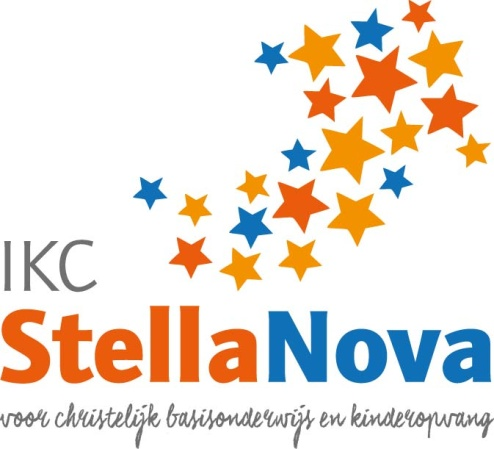 IKC
StellaNova
voor christelijk basisonderwijs en kinderopvang